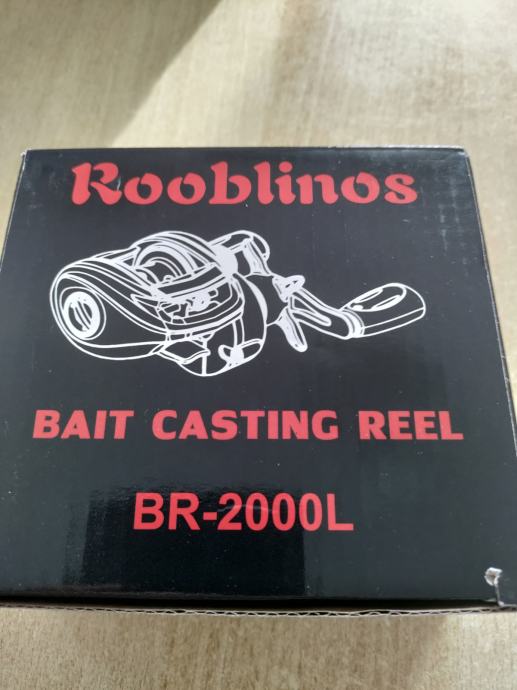 Rooblinos
BAIT CASTING REEL
BR-2000L